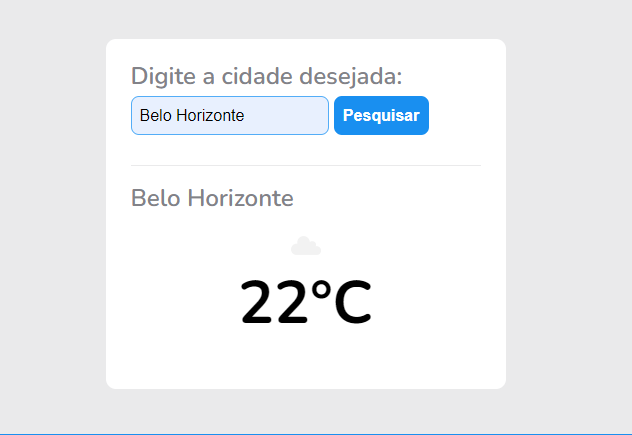 Digite a cidade desejada:
Belo Horizonte Pesquisar
Belo Horizonte
22°C